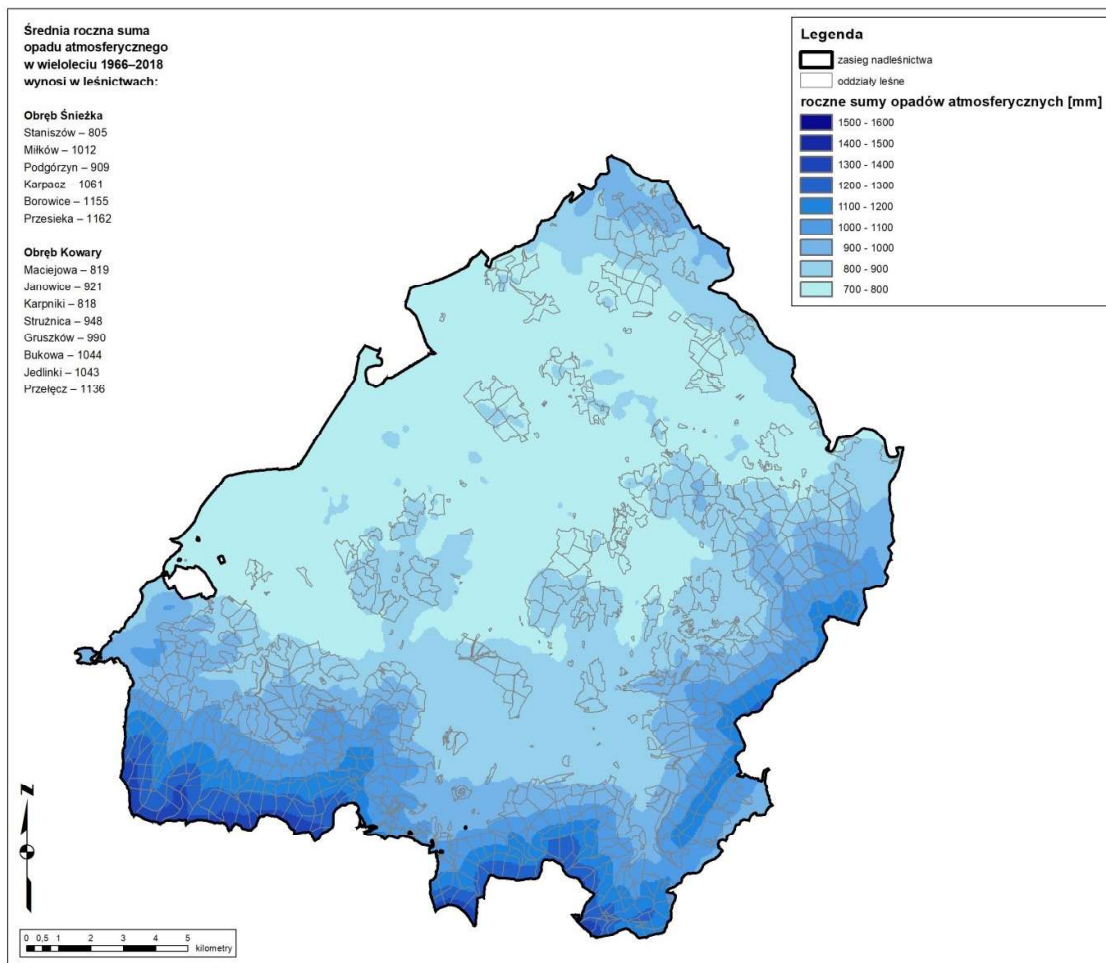 Średnia roczna suma
opadu atmosferycznego
w wieloleciu 1966–2018
wynosi w leśnictwach:
Obręb Śnieżka
Staniszów – 805
Miłków – 1012
Podgórzyn – 909
Karpacz – 1061
Borowice – 1155
Przesieka – 1162
Obręb Kowary
Maciejowa – 819
Janowice – 921
Karpniki – 818
Strużnica – 948
Gruszków – 990
Bukowa – 1044
Jedlinki – 1043
Przełęcz – 1136
Legenda
zasięg nadleśnictwa
oddziały leśne
roczne sumy opadów atmosferycznych [mm]
1500 - 1600
1400 - 1500
1300 - 1400
1200 - 1300
1100 - 1200
1000 - 1100
900 - 1000
800 - 900
700 - 800
N
0 0,5 1 2 3 4 5
kilometry